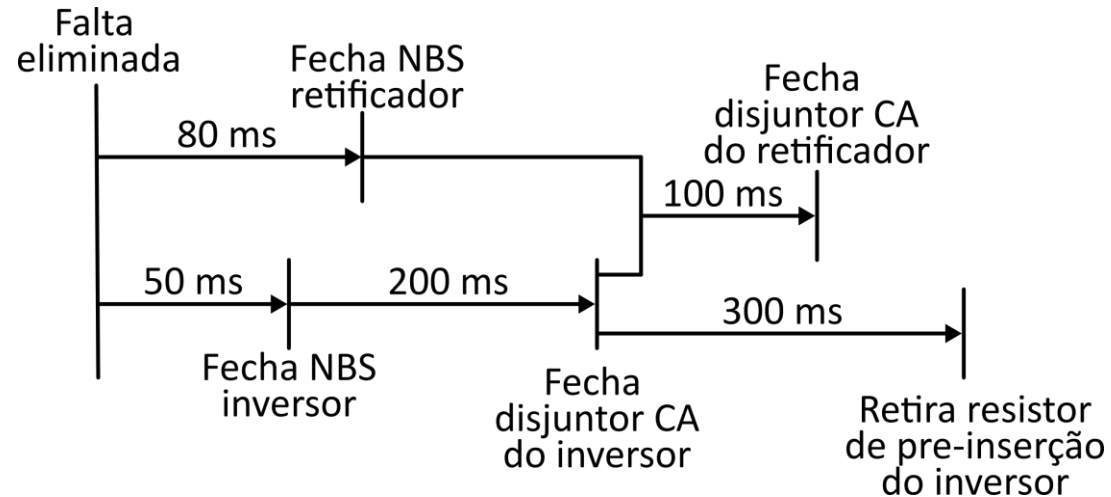 Falta
eliminada
Fecha NBS
retificador
Fecha
disjuntor CA
do retificador
80 ms
100 ms
50 ms
200 ms
300 ms
Fecha NBS
inversor
Fecha
disjuntor CA
do inversor
Retira resistor
de pre-inserção
do inversor